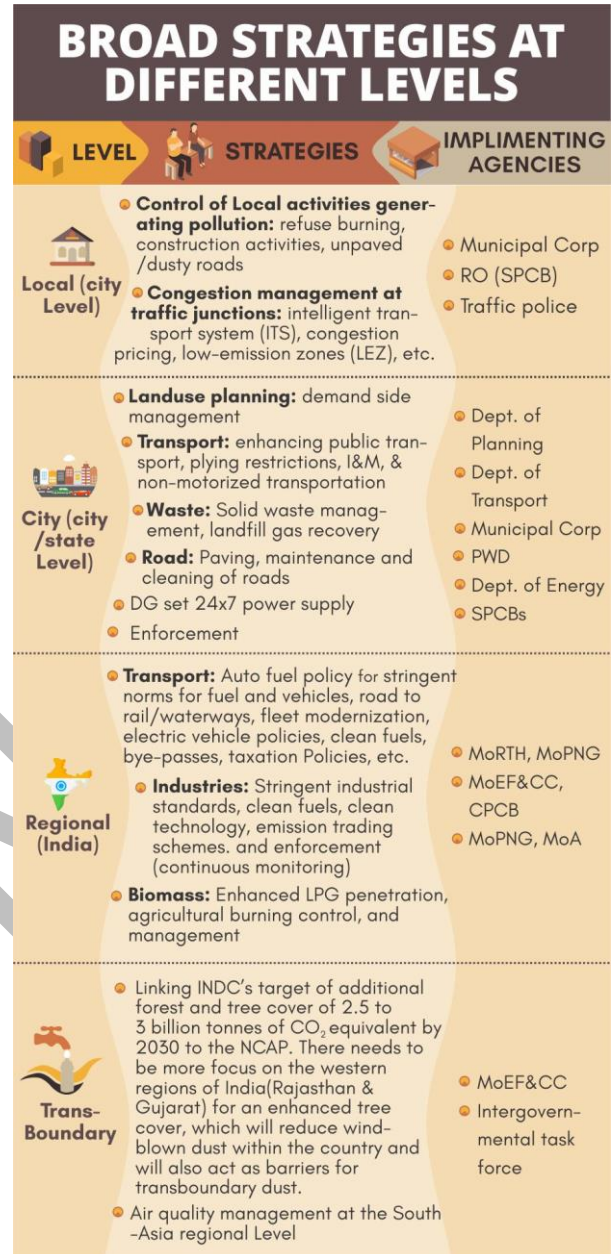 BROAD STRATEGIES AT
DIFFERENT LEVELS
LEVEL
STRATEGIES
IMPLIMENTING
AGENCIES
Local (city
Level)
Control of Local activities gener-
ating pollution: refuse burning,
construction activities, unpaved
/dusty roads
Congestion management at
traffic junctions: intelligent tran-
sport system (ITS), congestion
pricing, low-emission zones (LEZ), etc.
Municipal Corp
RO (SPCB)
Traffic police
City (city
/state
Level)
Landuse planning: demand side
management
Transport: enhancing public tran-
sport, plying restrictions, I&M, &
non-motorized transportation
Waste: Solid waste manag-
ement, landfill gas recovery
Road: Paving, maintenance and
cleaning of roads
DG set 24x7 power supply
Enforcement
Dept. of
Planning
Dept. of
Transport
Municipal Corp
PWD
Dept. of Energy
SPCBs
Regional
(India)
Transport: Auto fuel policy for stringent
norms for fuel and vehicles, road to
rail/waterways, fleet modernization,
electric vehicle policies, clean fuels,
bye-passes, taxation Policies, etc.
Industries: Stringent industrial
standards, clean fuels, clean
technology, emission trading
schemes. and enforcement
(continuous monitoring)
Biomass: Enhanced LPG penetration,
agricultural burning control, and
management
MoRTH, MoPNG
MoEF&CC,
CPCB
MoPNG, MoA
Trans-
Boundary
Linking INDC's target of additional
forest and tree cover of 2.5 to
3 billion tonnes of CO2 equivalent by
2030 to the NCAP. There needs to
be more focus on the western
regions of India(Rajasthan &
Gujarat) for an enhanced tree
cover, which will reduce wind-
blown dust within the country and
will also act as barriers for
transboundary dust.
Air quality management at the South
-Asia regional Level
MoEF&CC
Intergovern-
mental task
force